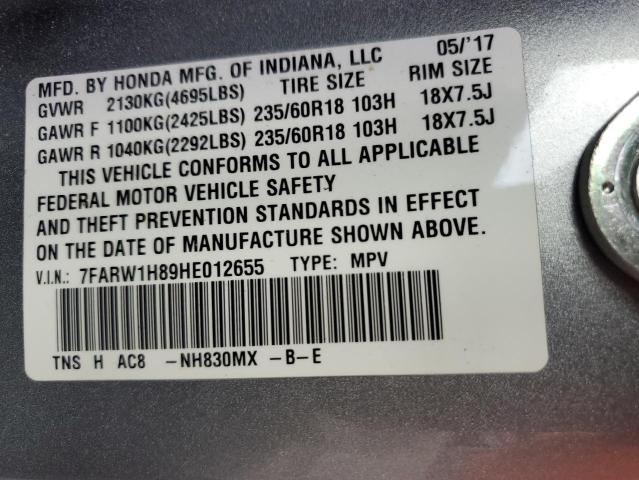 MFD. BY HONDA MFG. OF INDIANA, LLC 05/'17
GVWR 2130KG(4695LBS) TIRE SIZE RIM SIZE
GAWR F 1100KG(2425LBS) 235/60R18 103H 18X7.5J
GAWR R 1040KG(2292LBS) 235/60R18 103H 18X7.5J
THIS VEHICLE CONFORMS TO ALL APPLICABLE
FEDERAL MOTOR VEHICLE SAFETY
AND THEFT PREVENTION STANDARDS IN EFFECT
ON THE DATE OF MANUFACTURE SHOWN ABOVE.
V.I.N.: 7FARW1H89HE012655 TYPE: MPV
TNS H AC8 -NH830MX -B-E